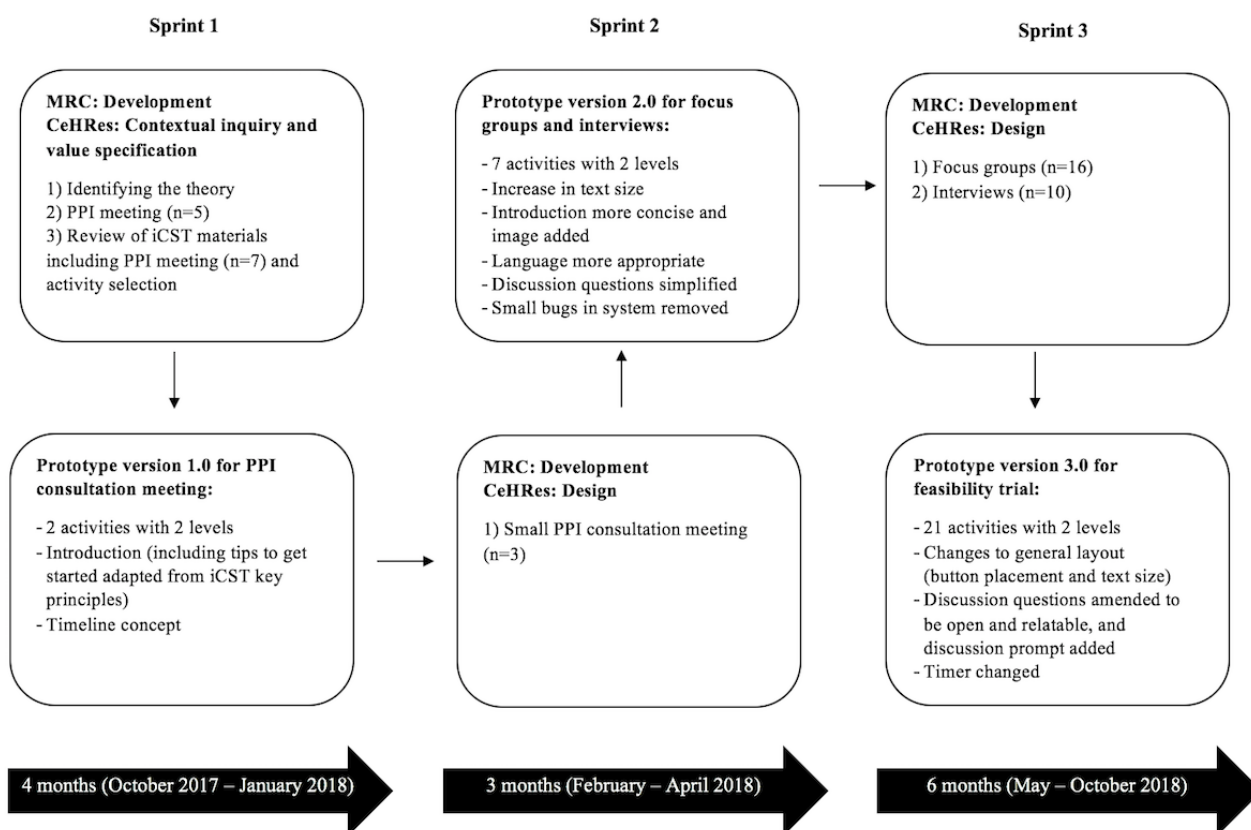 Sprint 1
MRC: Development
CeHRes: Contextual inquiry and
value specification
1) Identifying the theory
2) PPI meeting (n=5)
3) Review of iCST materials
including PPI meeting (n=7) and
activity selection
Prototype version 1.0 for PPI
consultation meeting:
- 2 activities with 2 levels
- Introduction (including tips to get
started adapted from iCST key
principles)
- Timeline concept
4 months (October 2017 – January 2018)
Sprint 2
Prototype version 2.0 for focus
groups and interviews:
- 7 activities with 2 levels
- Increase in text size
- Introduction more concise and
image added
- Language more appropriate
- Discussion questions simplified
- Small bugs in system removed
MRC: Development
CeHRes: Design
1) Small PPI consultation meeting
(n=3)
3 months (February – April 2018)
Sprint 3
MRC: Development
CeHRes: Design
1) Focus groups (n=16)
2) Interviews (n=10)
Prototype version 3.0 for
feasibility trial:
- 21 activities with 2 levels
- Changes to general layout
(button placement and text size)
- Discussion questions amended to
be open and relatable, and
discussion prompt added
- Timer changed
6 months (May – October 2018)